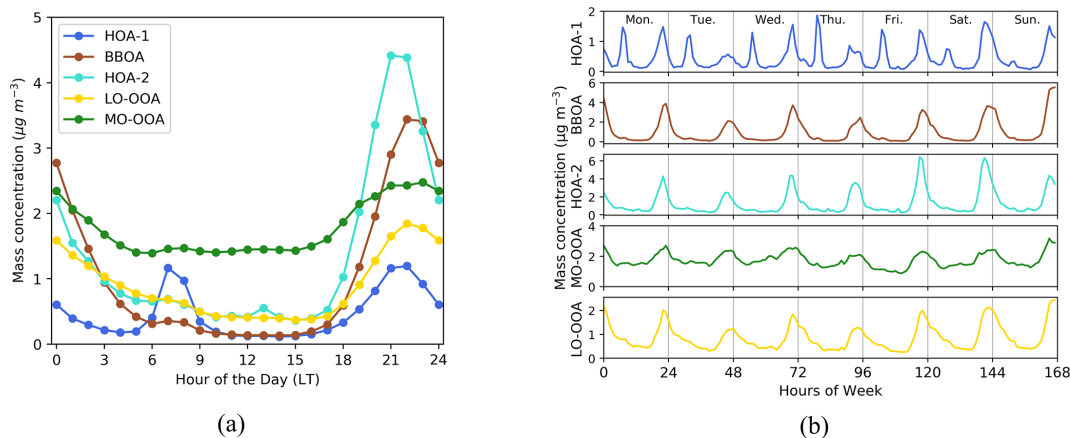 5
4
3
2
1
0
Mass concentration (μg m⁻³)
HOA-1
BBOA
HOA-2
LO-OOA
MO-OOA
0 3 6 9 12 15 18 21 24
Hour of the Day (LT)
(a)
Mass concentration (μg m⁻³)
Mon. Tue. Wed. Thu. Fri. Sat. Sun.
HOA-1
2
1
0
BBOA
6
4
2
0
HOA-2
6
4
2
0
MO-OOA
4
2
0
LO-OOA
2
1
0
0 24 48 72 96 120 144 168
Hours of Week
(b)